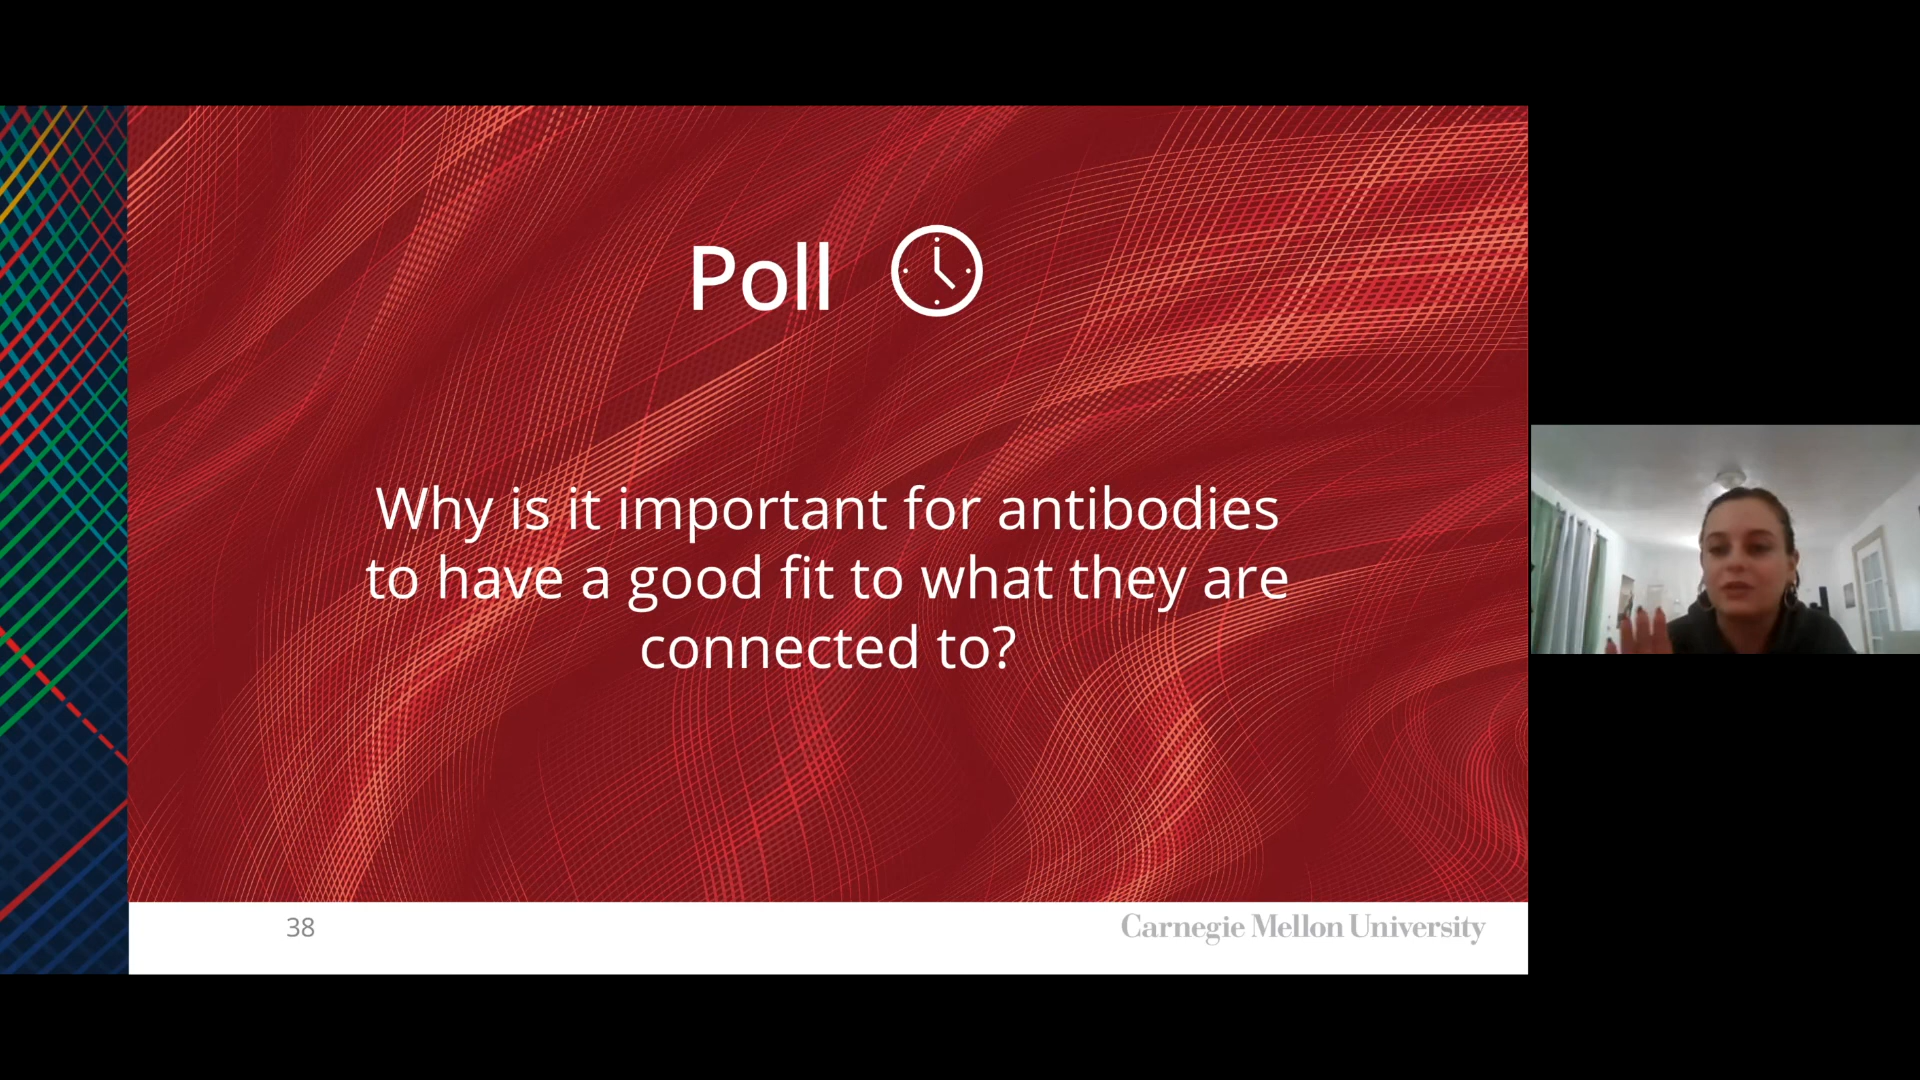 Poll
Why is it important for antibodies
to have a good fit to what they are
connected to?
38
Carnegie Mellon University